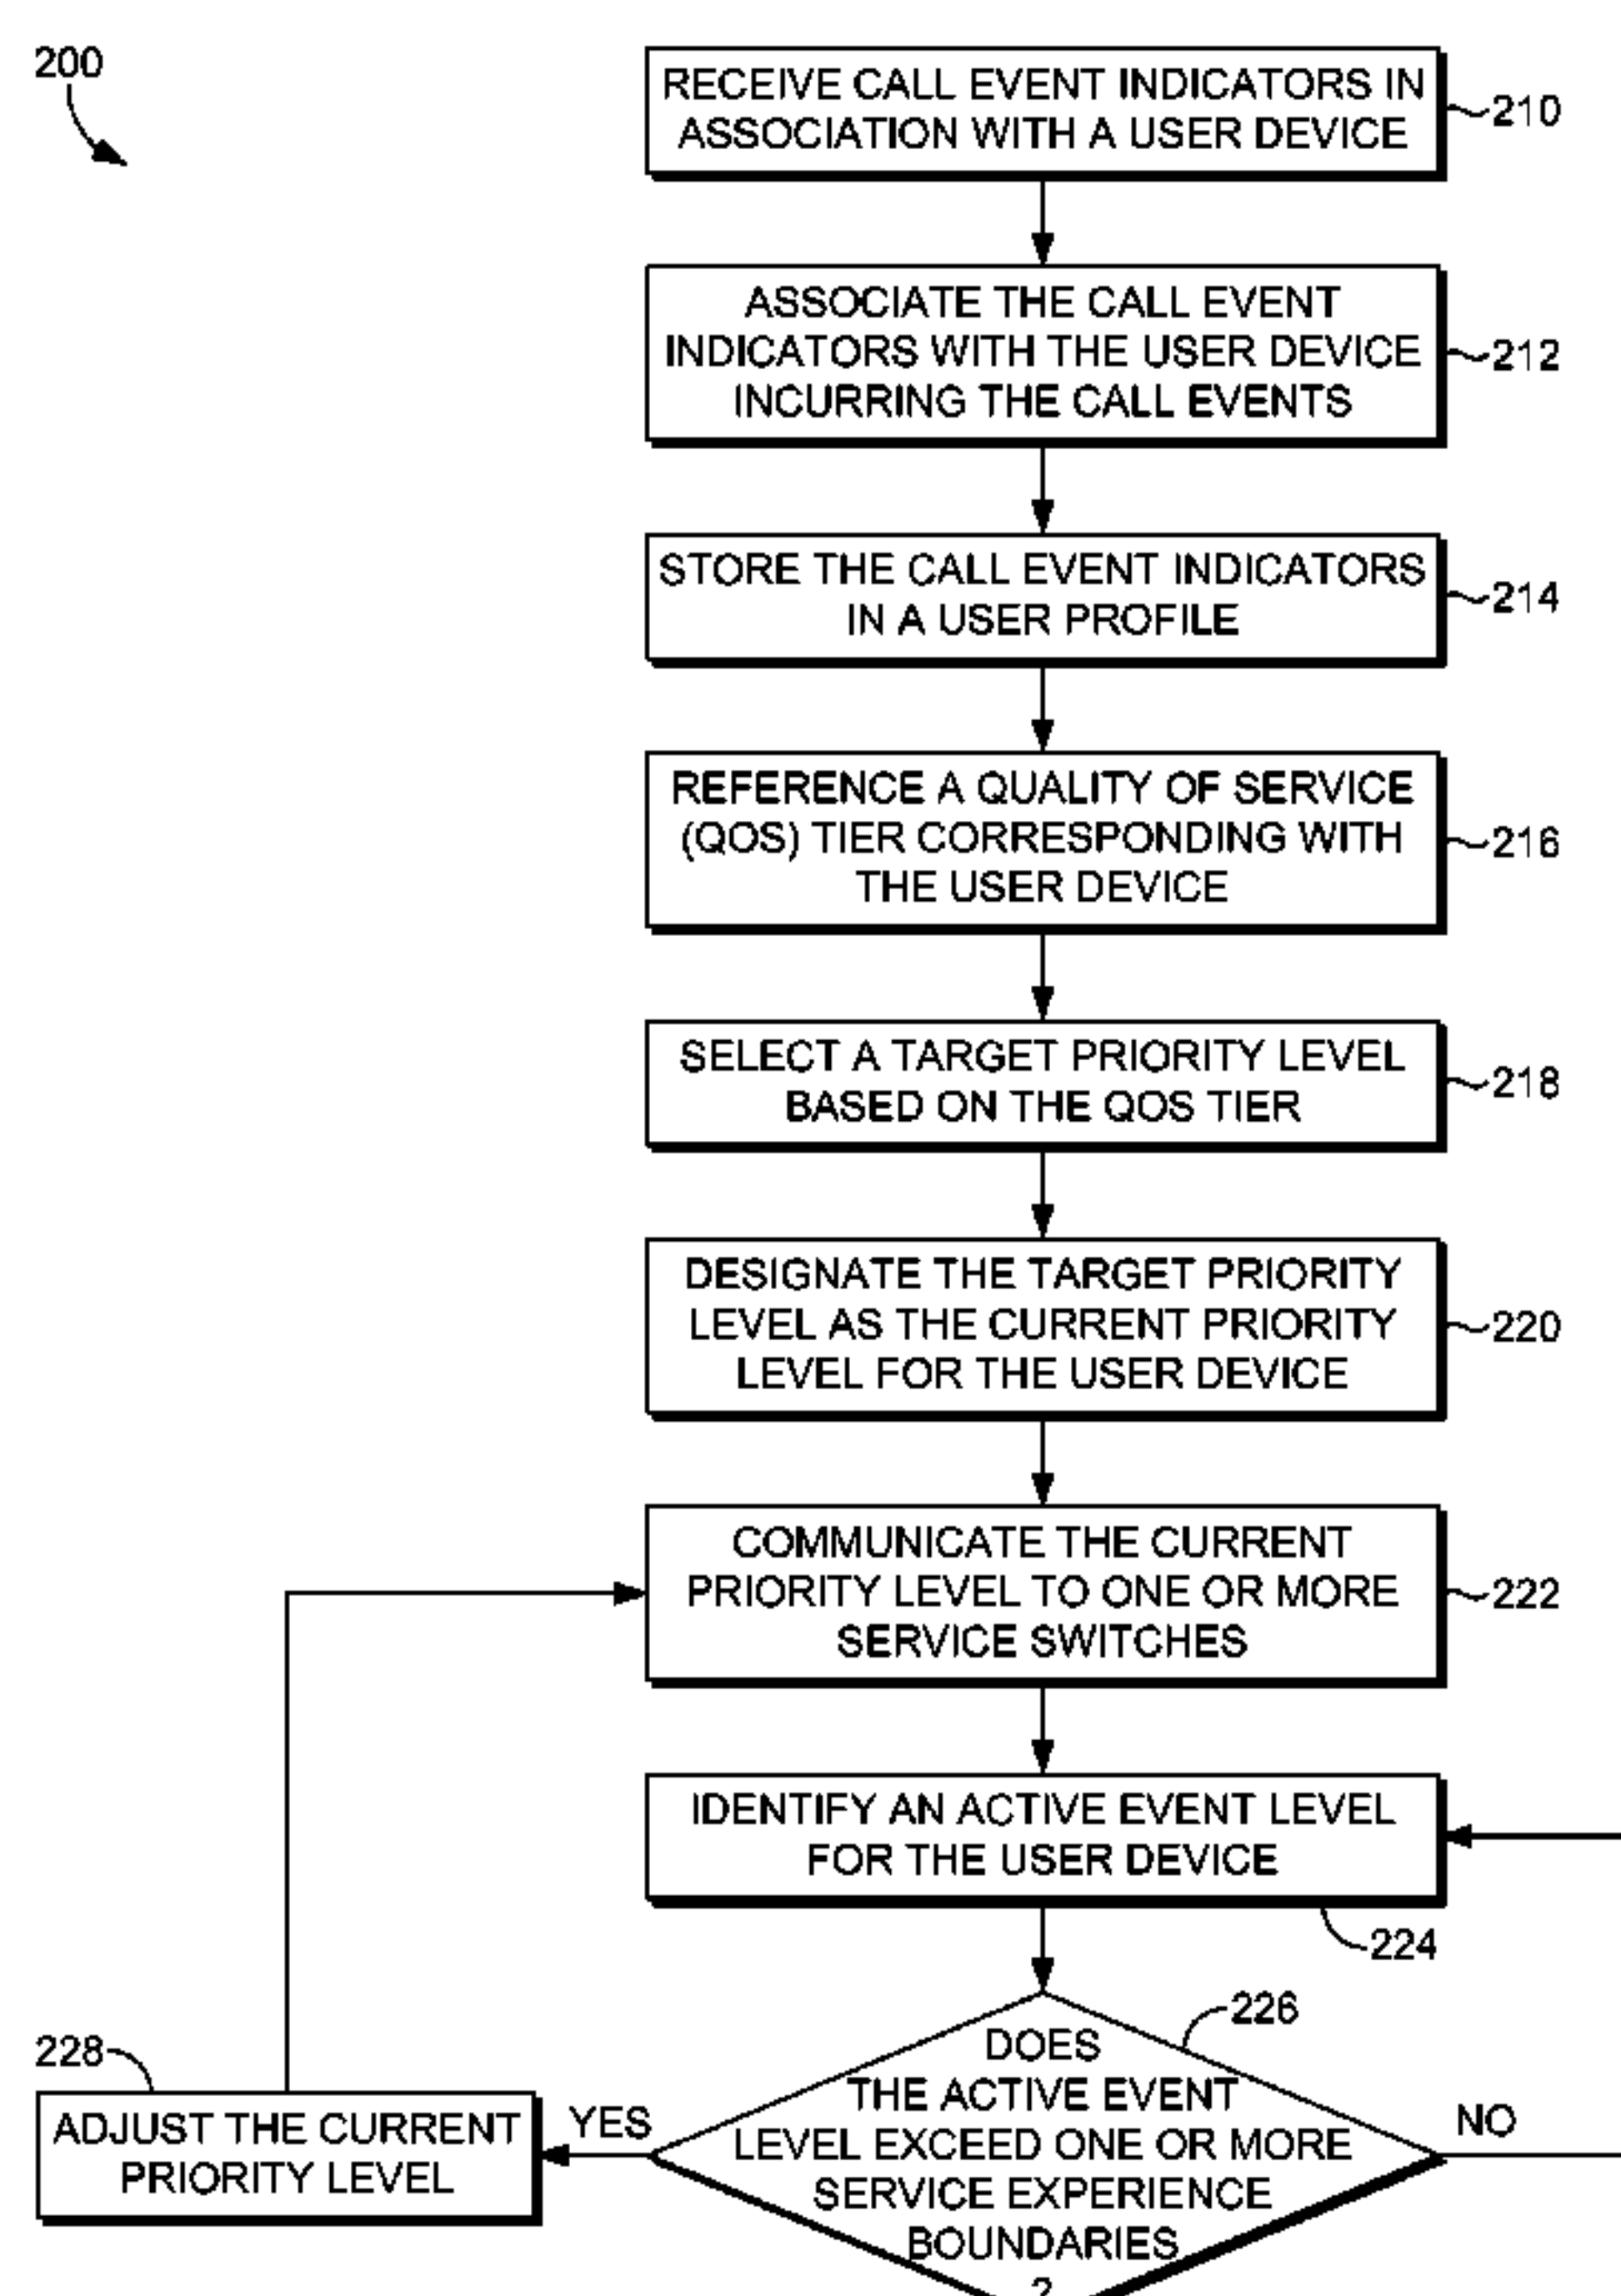 200
RECEIVE CALL EVENT INDICATORS IN
ASSOCIATION WITH A USER DEVICE
210
ASSOCIATE THE CALL EVENT
INDICATORS WITH THE USER DEVICE
INCURRING THE CALL EVENTS
212
STORE THE CALL EVENT INDICATORS
IN A USER PROFILE
214
REFERENCE A QUALITY OF SERVICE
(QOS) TIER CORRESPONDING WITH
THE USER DEVICE
216
SELECT A TARGET PRIORITY LEVEL
BASED ON THE QOS TIER
218
DESIGNATE THE TARGET PRIORITY
LEVEL AS THE CURRENT PRIORITY
LEVEL FOR THE USER DEVICE
220
COMMUNICATE THE CURRENT
PRIORITY LEVEL TO ONE OR MORE
SERVICE SWITCHES
222
IDENTIFY AN ACTIVE EVENT LEVEL
FOR THE USER DEVICE
224
226
DOES
THE ACTIVE EVENT
LEVEL EXCEED ONE OR MORE
SERVICE EXPERIENCE
BOUNDARIES
?
YES
NO
228
ADJUST THE CURRENT
PRIORITY LEVEL